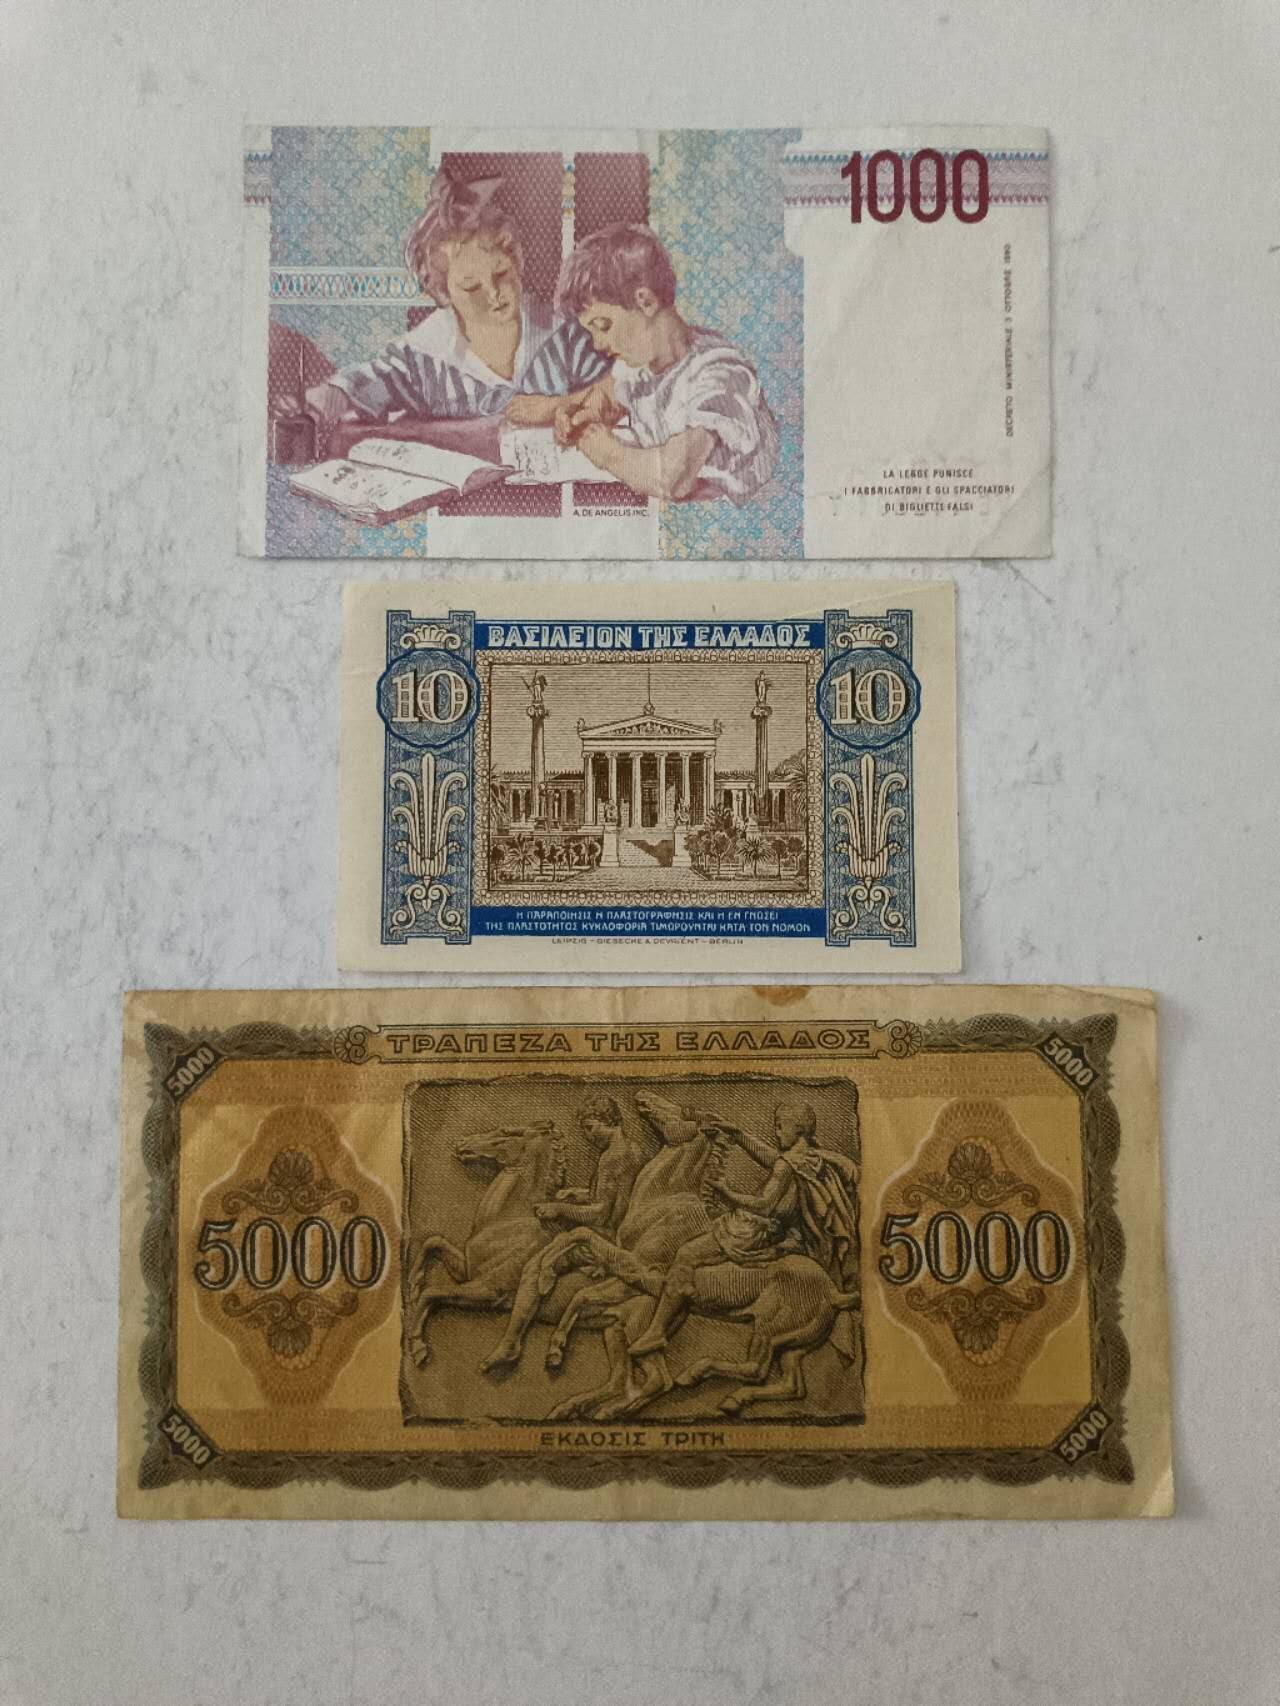 1000
DECRETO MINISTERIALE 3 OTTOBRE 1990
LA LEGGE PUNISCE
I FABBRICATORI E GLI SPACCIATORI
DI BIGLIETTI FALSI
A. DE ANGELIS INC.
ΒΑΣΙΛΕΙΟΝ ΤΗΣ ΕΛΛΑΔΟΣ
10 10
Η ΠΑΡΑΠΟΙΗΣΙΣ Η ΠΛΑΣΤΟΓΡΑΦΗΣΙΣ ΚΑΙ Η ΕΝ ΓΝΩΣΕΙ
ΤΗΣ ΠΛΑΣΤΟΤΗΤΟΣ ΚΥΚΛΟΦΟΡΙΑ ΤΙΜΩΡΟΥΝΤΑΙ ΚΑΤΑ ΤΟΝ ΝΟΜΟΝ
LEIPZIG – GIESECKE & DEVRIENT – BERLIN
5000 ΤΡΑΠΕΖΑ ΤΗΣ ΕΛΛΑΔΟΣ 5000
5000 5000
5000 ΕΚΔΟΣΙΣ ΤΡΙΤΗ 5000